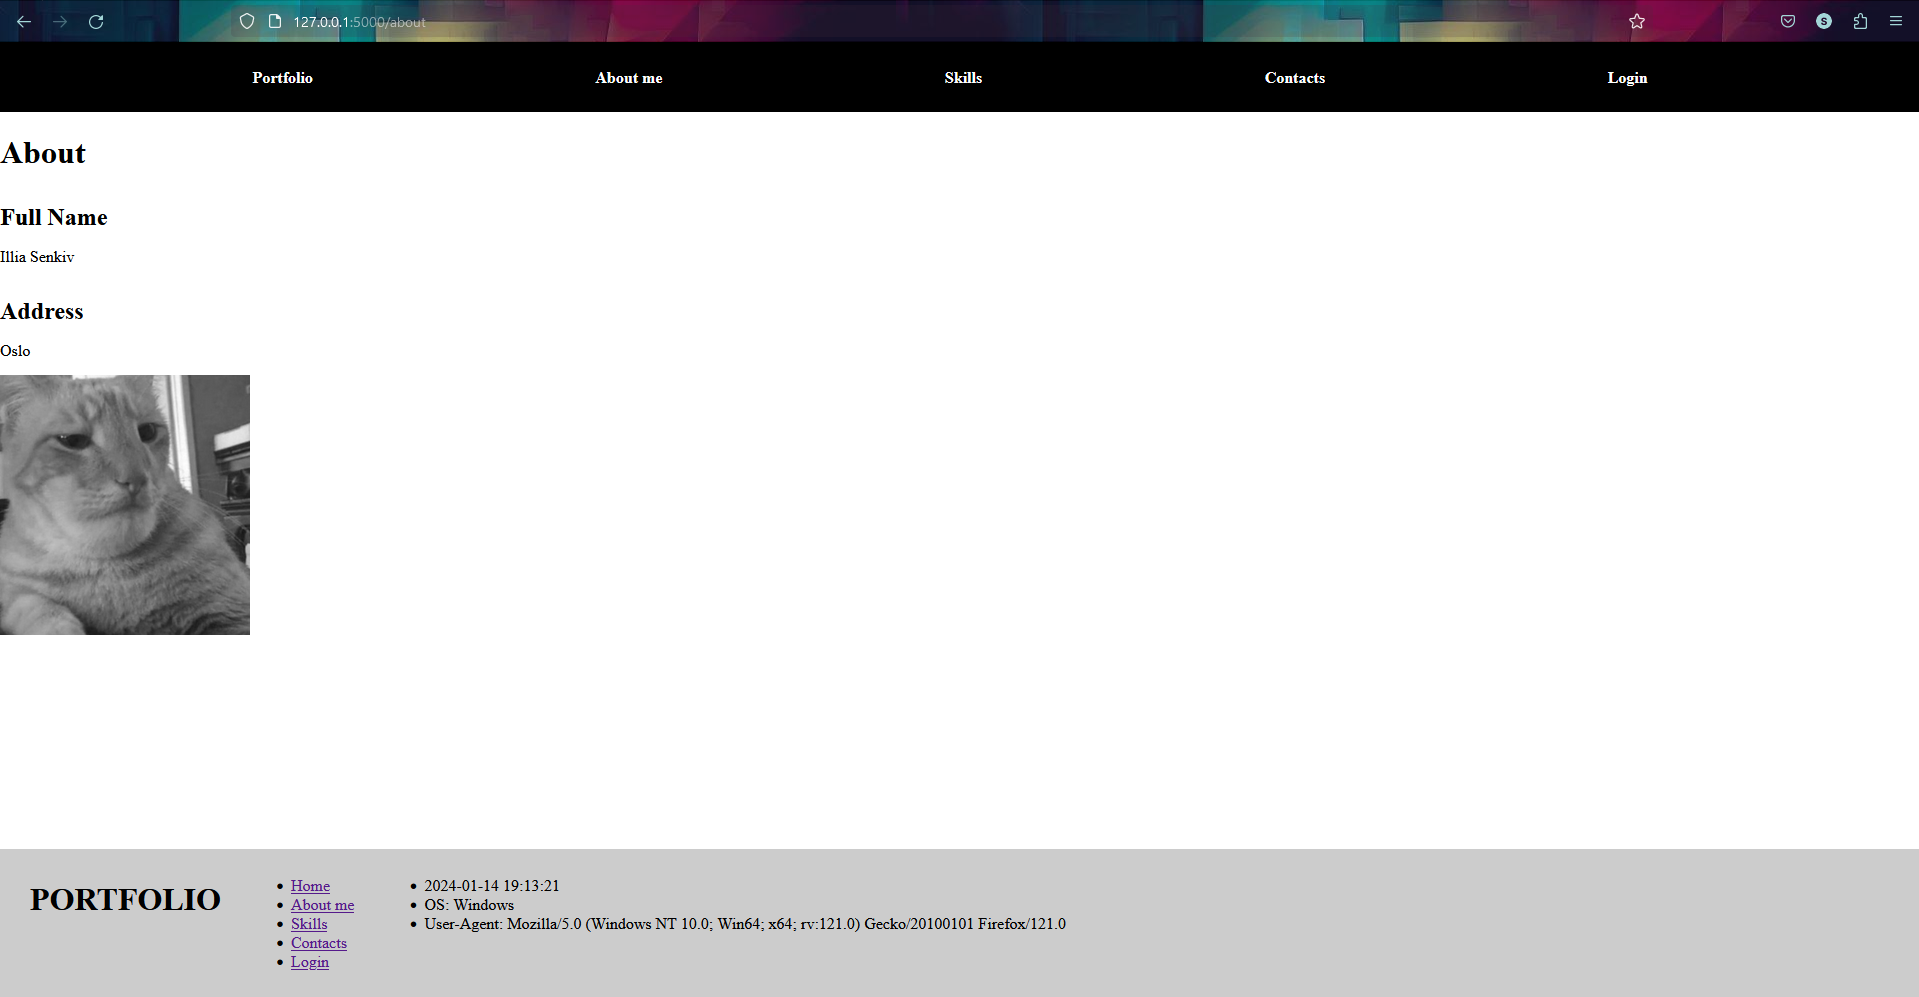 127.0.0.1:5000/about
S
Portfolio About me Skills Contacts Login
About
Full Name
Illia Senkiv
Address
Oslo
PORTFOLIO
Home
About me
Skills
Contacts
Login
2024-01-14 19:13:21
OS: Windows
User-Agent: Mozilla/5.0 (Windows NT 10.0; Win64; x64; rv:121.0) Gecko/20100101 Firefox/121.0